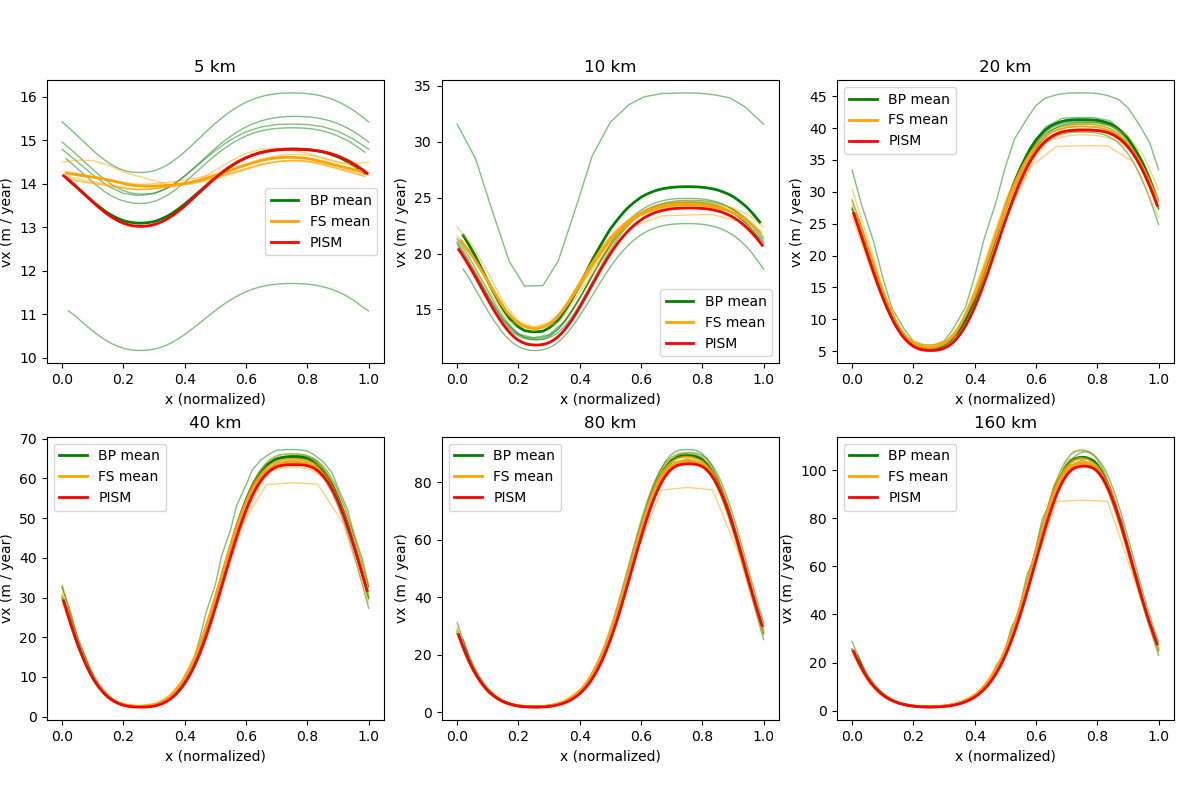 5 km
vx (m / year)
16
15
14
13
12
11
10
BP mean
FS mean
PISM
0.0 0.2 0.4 0.6 0.8 1.0
x (normalized)
10 km
vx (m / year)
35
30
25
20
15
BP mean
FS mean
PISM
0.0 0.2 0.4 0.6 0.8 1.0
x (normalized)
20 km
vx (m / year)
45
40
35
30
25
20
15
10
5
BP mean
FS mean
PISM
0.0 0.2 0.4 0.6 0.8 1.0
x (normalized)
40 km
vx (m / year)
70
60
50
40
30
20
10
0
BP mean
FS mean
PISM
0.0 0.2 0.4 0.6 0.8 1.0
x (normalized)
80 km
vx (m / year)
80
60
40
20
0
BP mean
FS mean
PISM
0.0 0.2 0.4 0.6 0.8 1.0
x (normalized)
160 km
vx (m / year)
100
80
60
40
20
0
BP mean
FS mean
PISM
0.0 0.2 0.4 0.6 0.8 1.0
x (normalized)